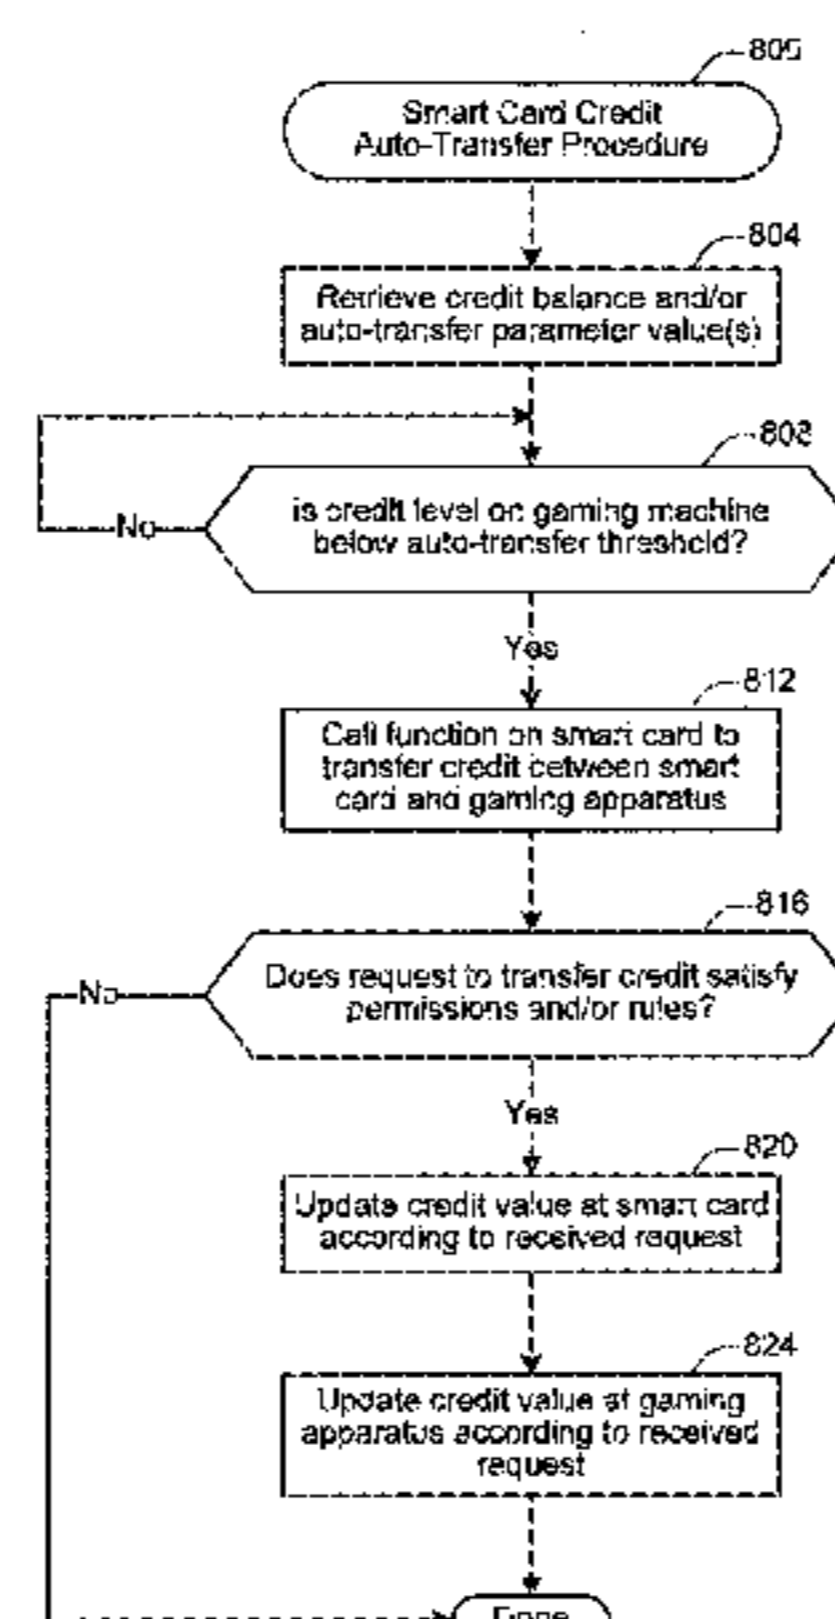 805
Smart Card Credit
Auto-Transfer Procedure
804
Retrieve credit balance and/or
auto-transfer parameter value(s)
808
is credit level on gaming machine
below auto-transfer threshold?
No
Yes
812
Call function on smart card to
transfer credit between smart
card and gaming apparatus
816
Does request to transfer credit satisfy
permissions and/or rules?
No
Yes
820
Update credit value at smart card
according to received request
824
Update credit value at gaming
apparatus according to received
request
Done